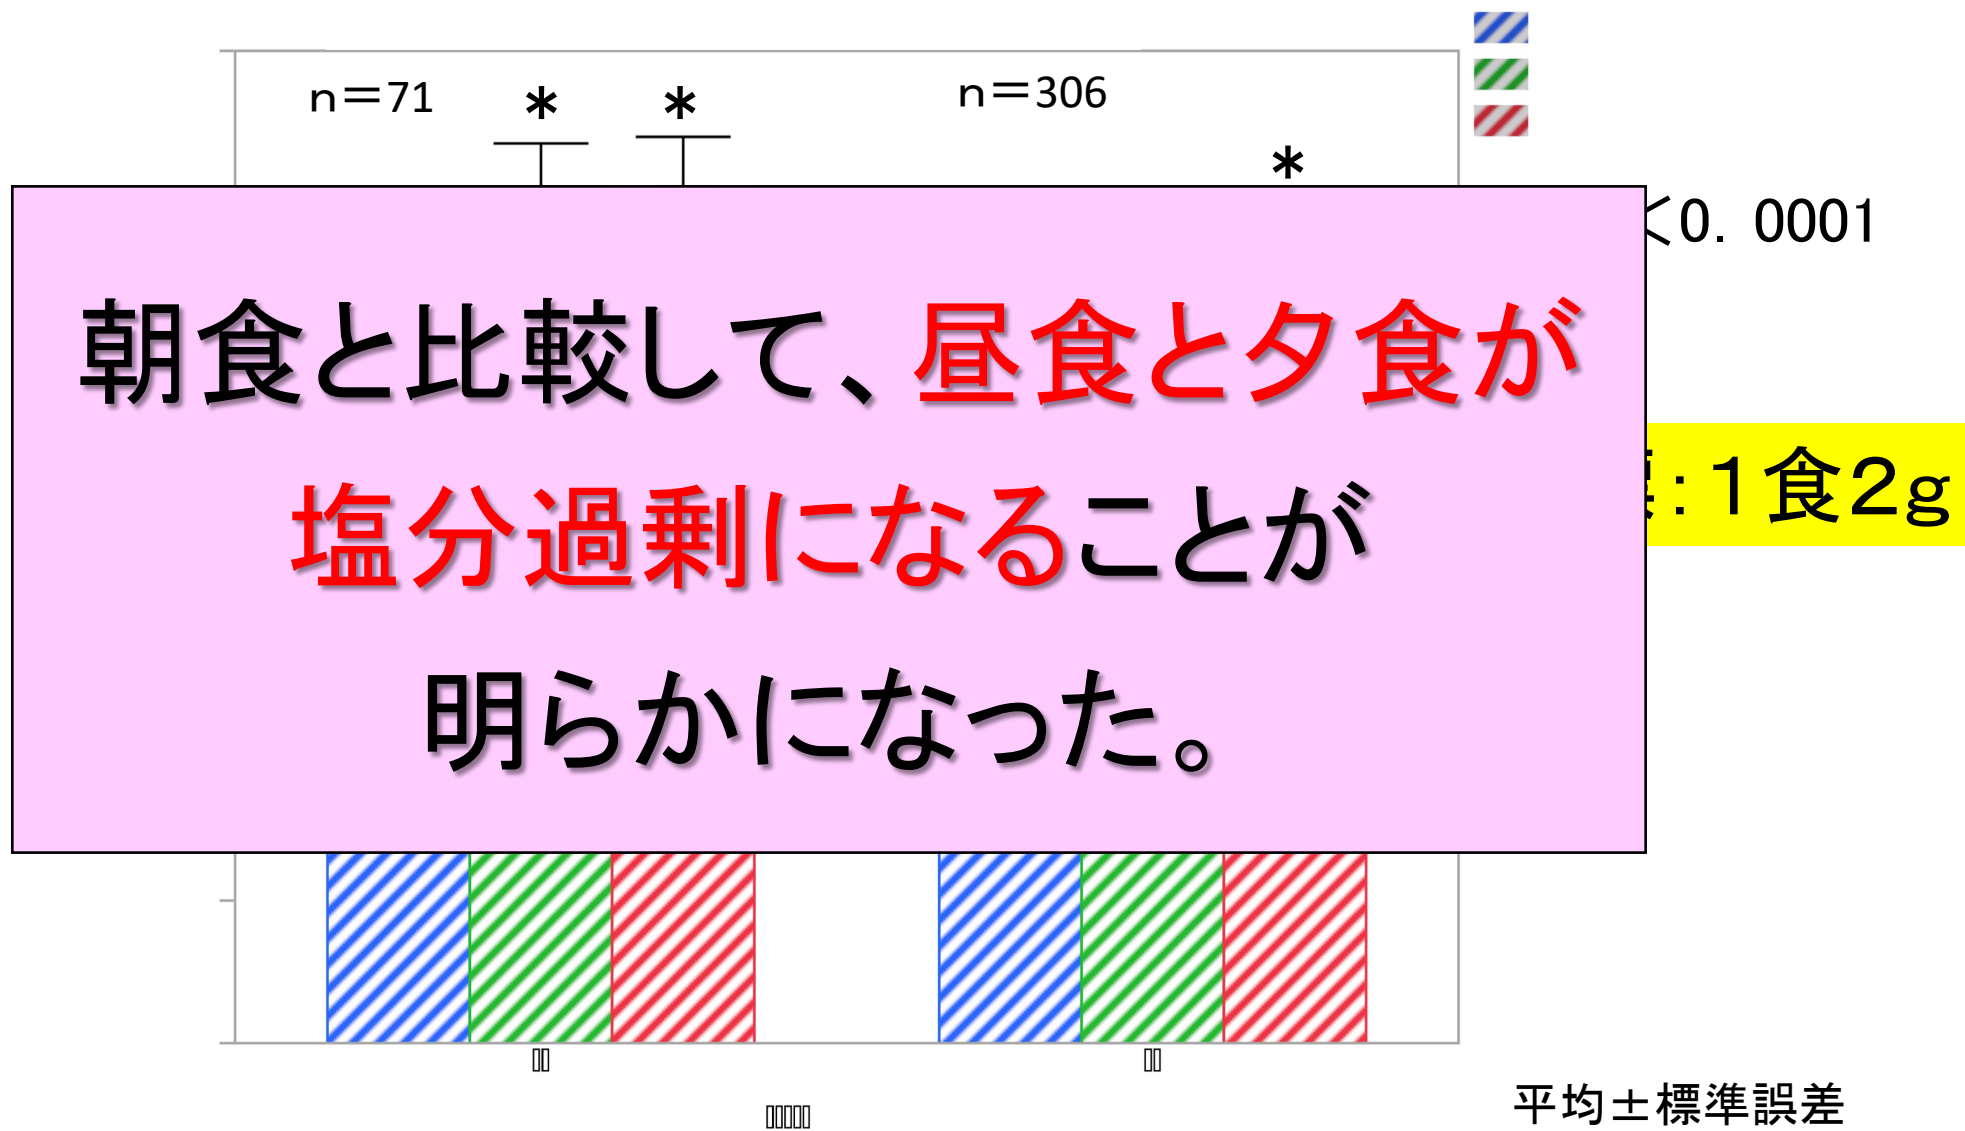 n＝71
＊ ＊
n＝306
＊
＜0．0001
朝食と比較して、昼食と夕食が
塩分過剰になることが
明らかになった。
：1食2g
平均±標準誤差